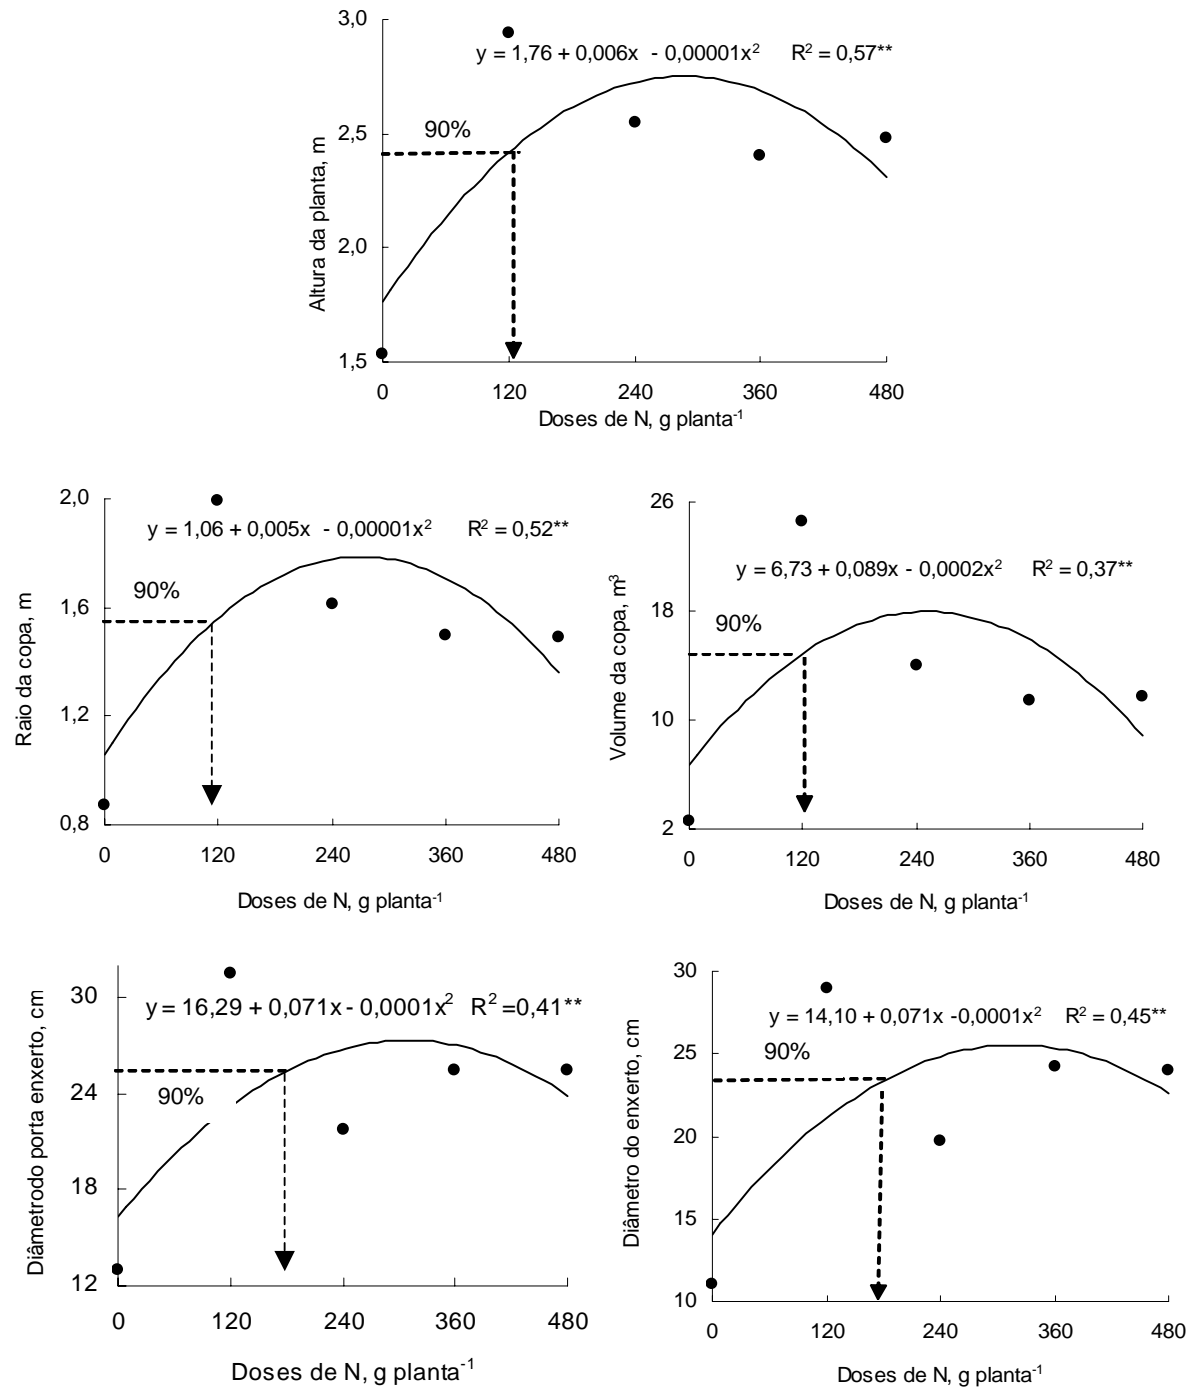 3,0
y = 1,76 + 0,006x - 0,00001x² R² = 0,57**
90%
2,5
Altura da planta, m
2,0
1,5
0 120 240 360 480
Doses de N, g planta⁻¹
2,0
y = 1,06 + 0,005x - 0,00001x² R² = 0,52**
90%
1,6
Raio da copa, m
1,2
0,8
0 120 240 360 480
Doses de N, g planta⁻¹
26
y = 6,73 + 0,089x - 0,0002x² R² = 0,37**
18
90%
Volume da copa, m³
10
2
0 120 240 360 480
Doses de N, g planta⁻¹
30
y = 16,29 + 0,071x - 0,0001x² R² =0,41**
24
90%
Diâmetrodo porta enxerto, cm
18
12
0 120 240 360 480
Doses de N, g planta⁻¹
30
y = 14,10 + 0,071x -0,0001x² R² = 0,45**
25
90%
Diâmetro do enxerto, cm
20
15
10
0 120 240 360 480
Doses de N, g planta⁻¹